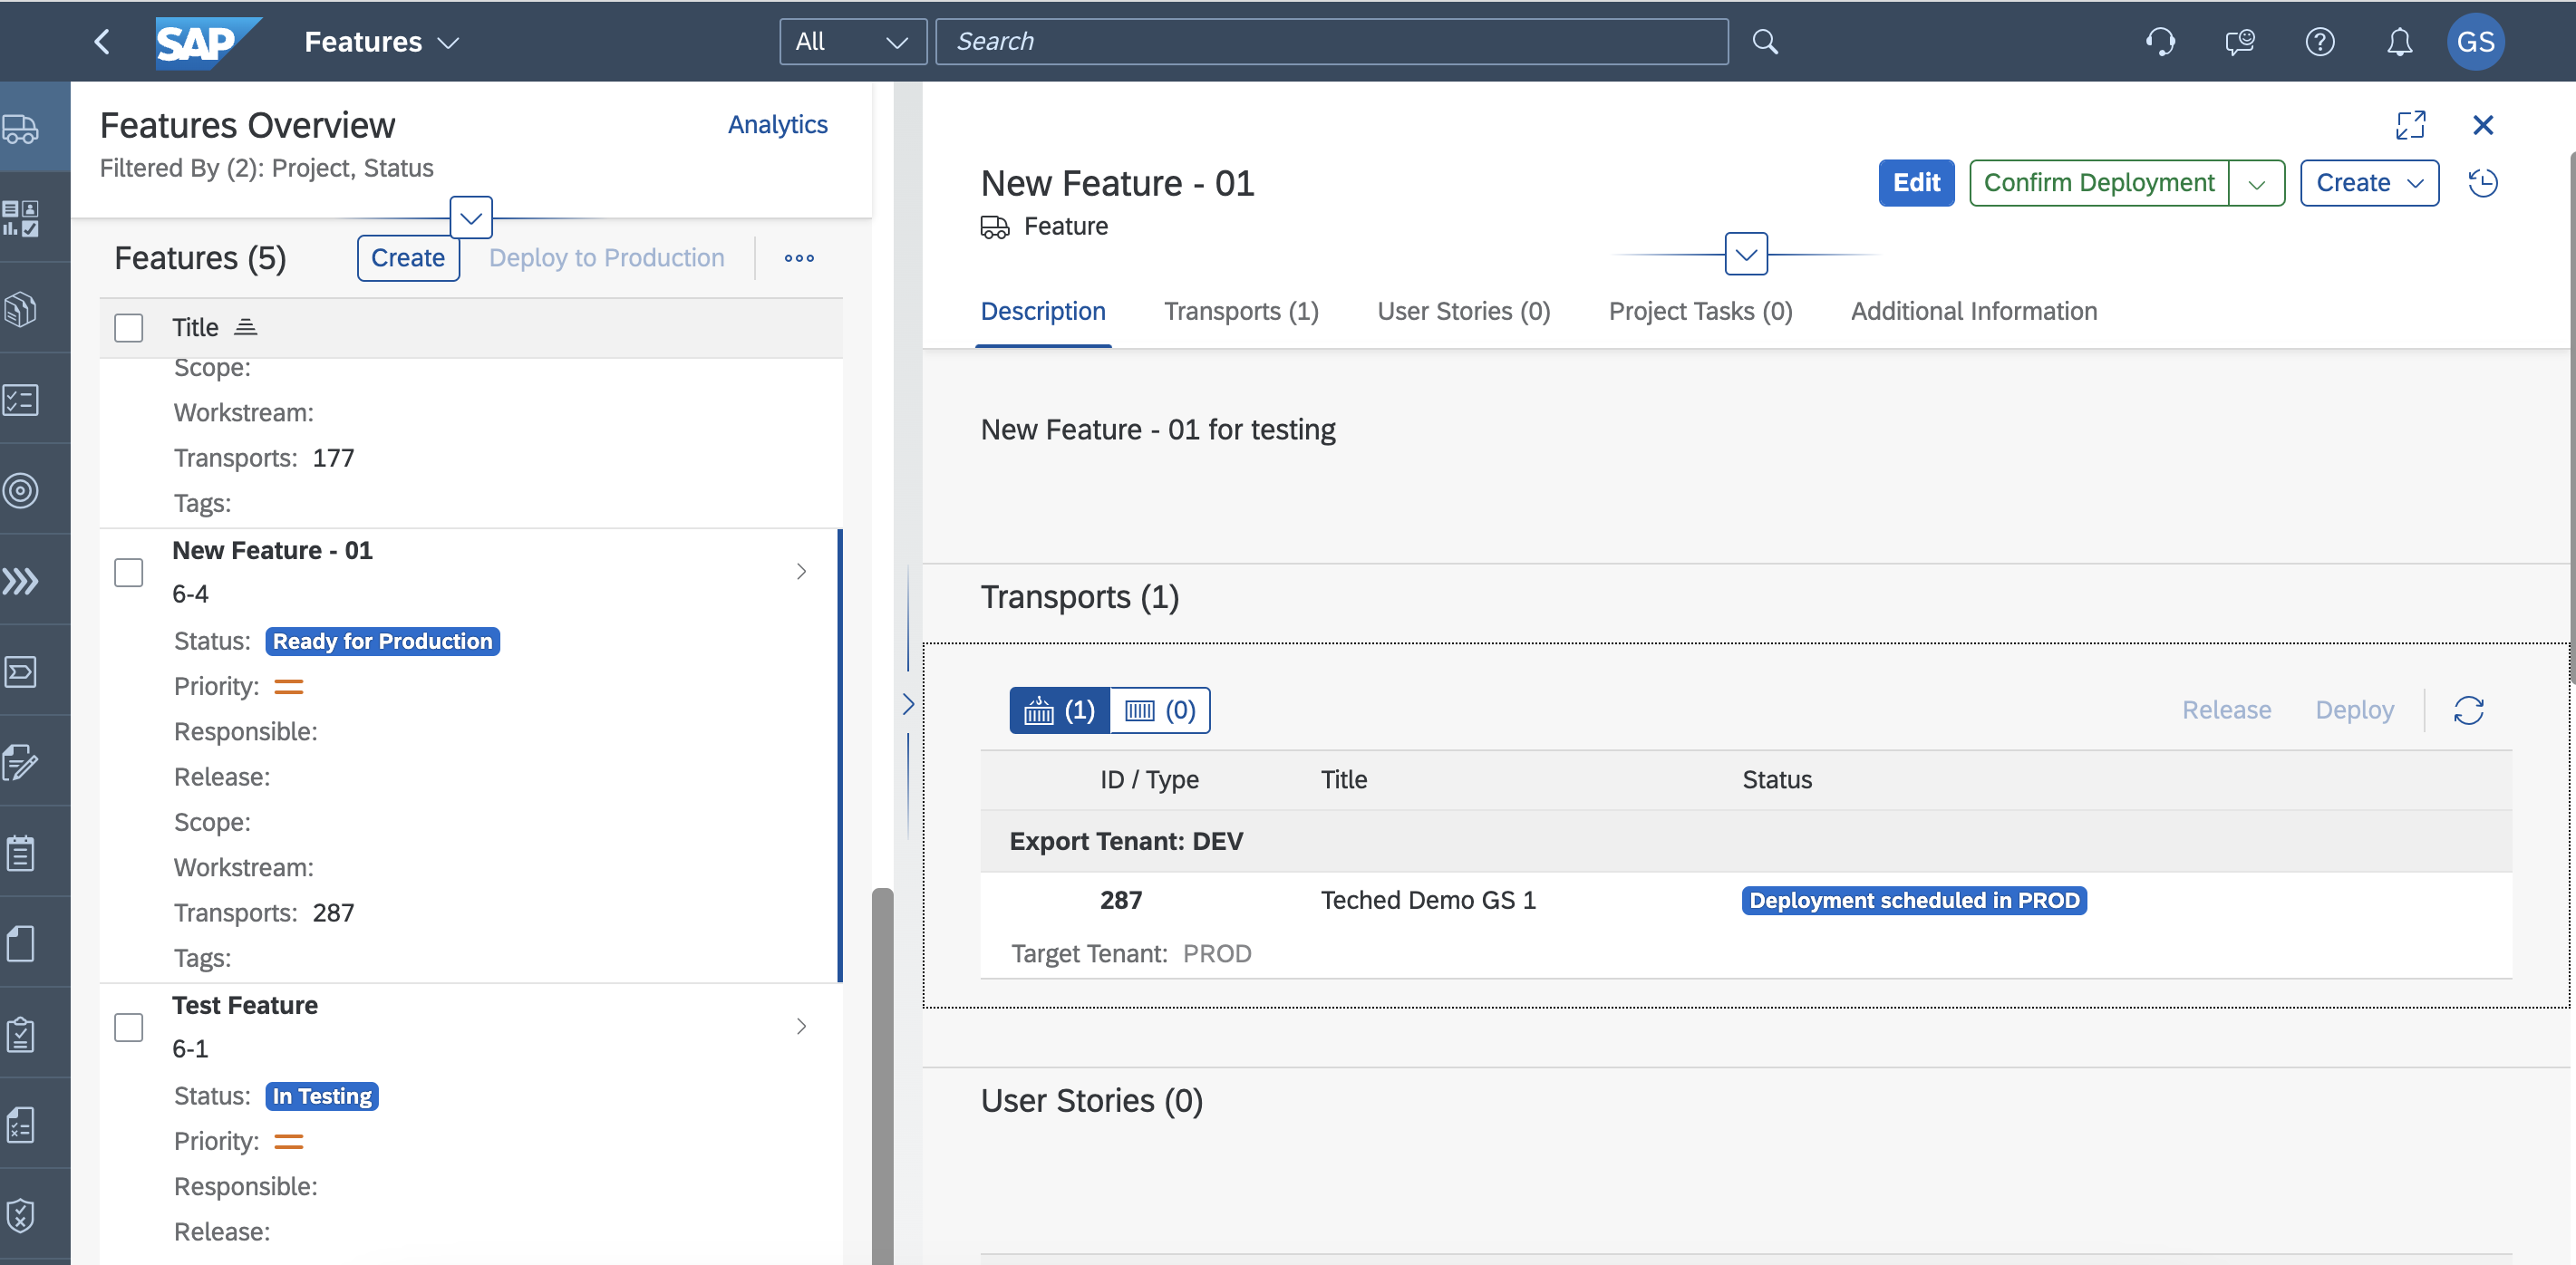 SAP
Features
All
Search
GS
Features Overview
Analytics
Filtered By (2): Project, Status
Features (5)
Create
Deploy to Production
Title
Scope:
Workstream:
Transports: 177
Tags:
New Feature - 01
6-4
Status: Ready for Production
Priority:
Responsible:
Release:
Scope:
Workstream:
Transports: 287
Tags:
Test Feature
6-1
Status: In Testing
Priority:
Responsible:
Release:
New Feature - 01
Feature
Edit
Confirm Deployment
Create
Description
Transports (1)
User Stories (0)
Project Tasks (0)
Additional Information
New Feature - 01 for testing
Transports (1)
(1)
(0)
Release
Deploy
ID / Type
Title
Status
Export Tenant: DEV
287
Teched Demo GS 1
Deployment scheduled in PROD
Target Tenant: PROD
User Stories (0)